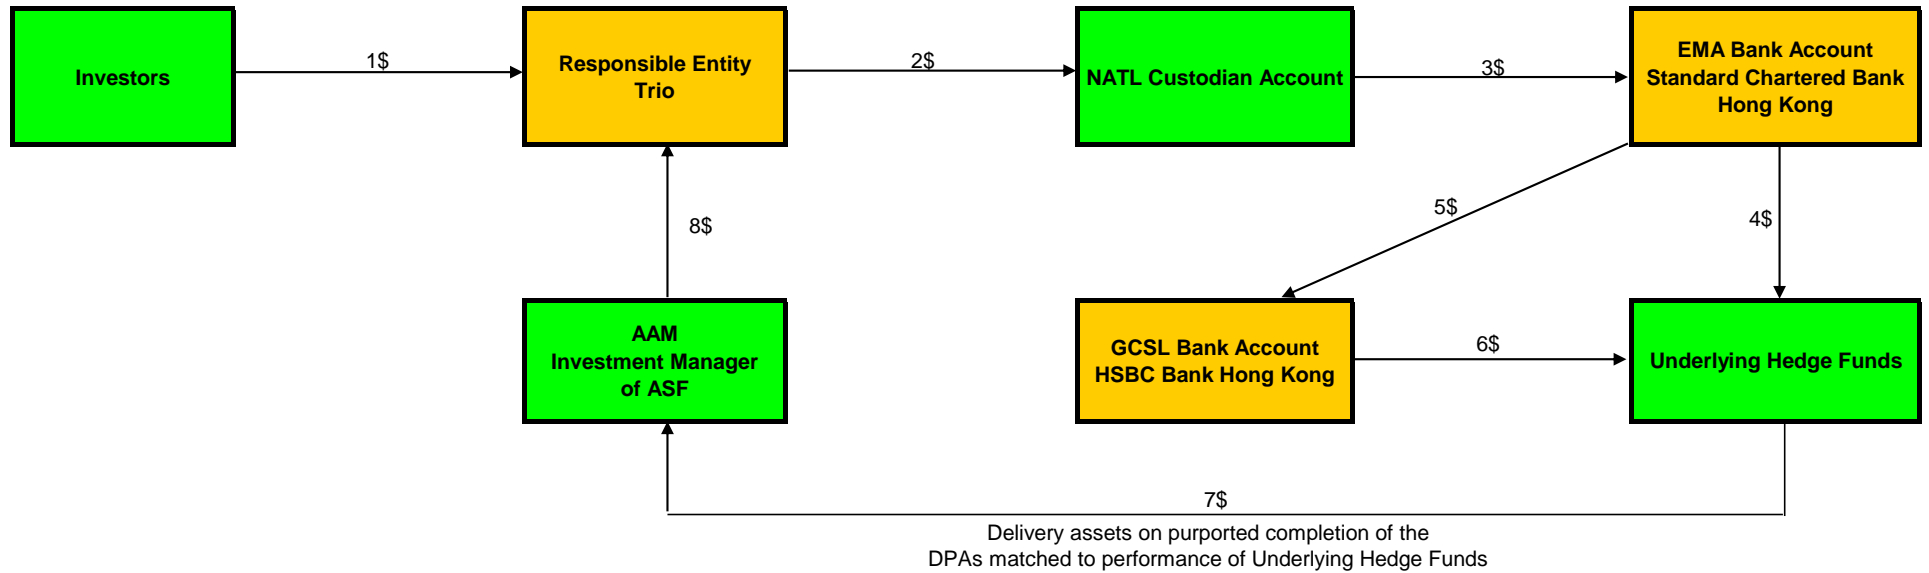 Investors
1$
Responsible Entity
Trio
2$
NATL Custodian Account
3$
EMA Bank Account
Standard Chartered Bank
Hong Kong
8$
5$
4$
AAM
Investment Manager
of ASF
GCSL Bank Account
HSBC Bank Hong Kong
6$
Underlying Hedge Funds
7$
Delivery assets on purported completion of the
DPAs matched to performance of Underlying Hedge Funds